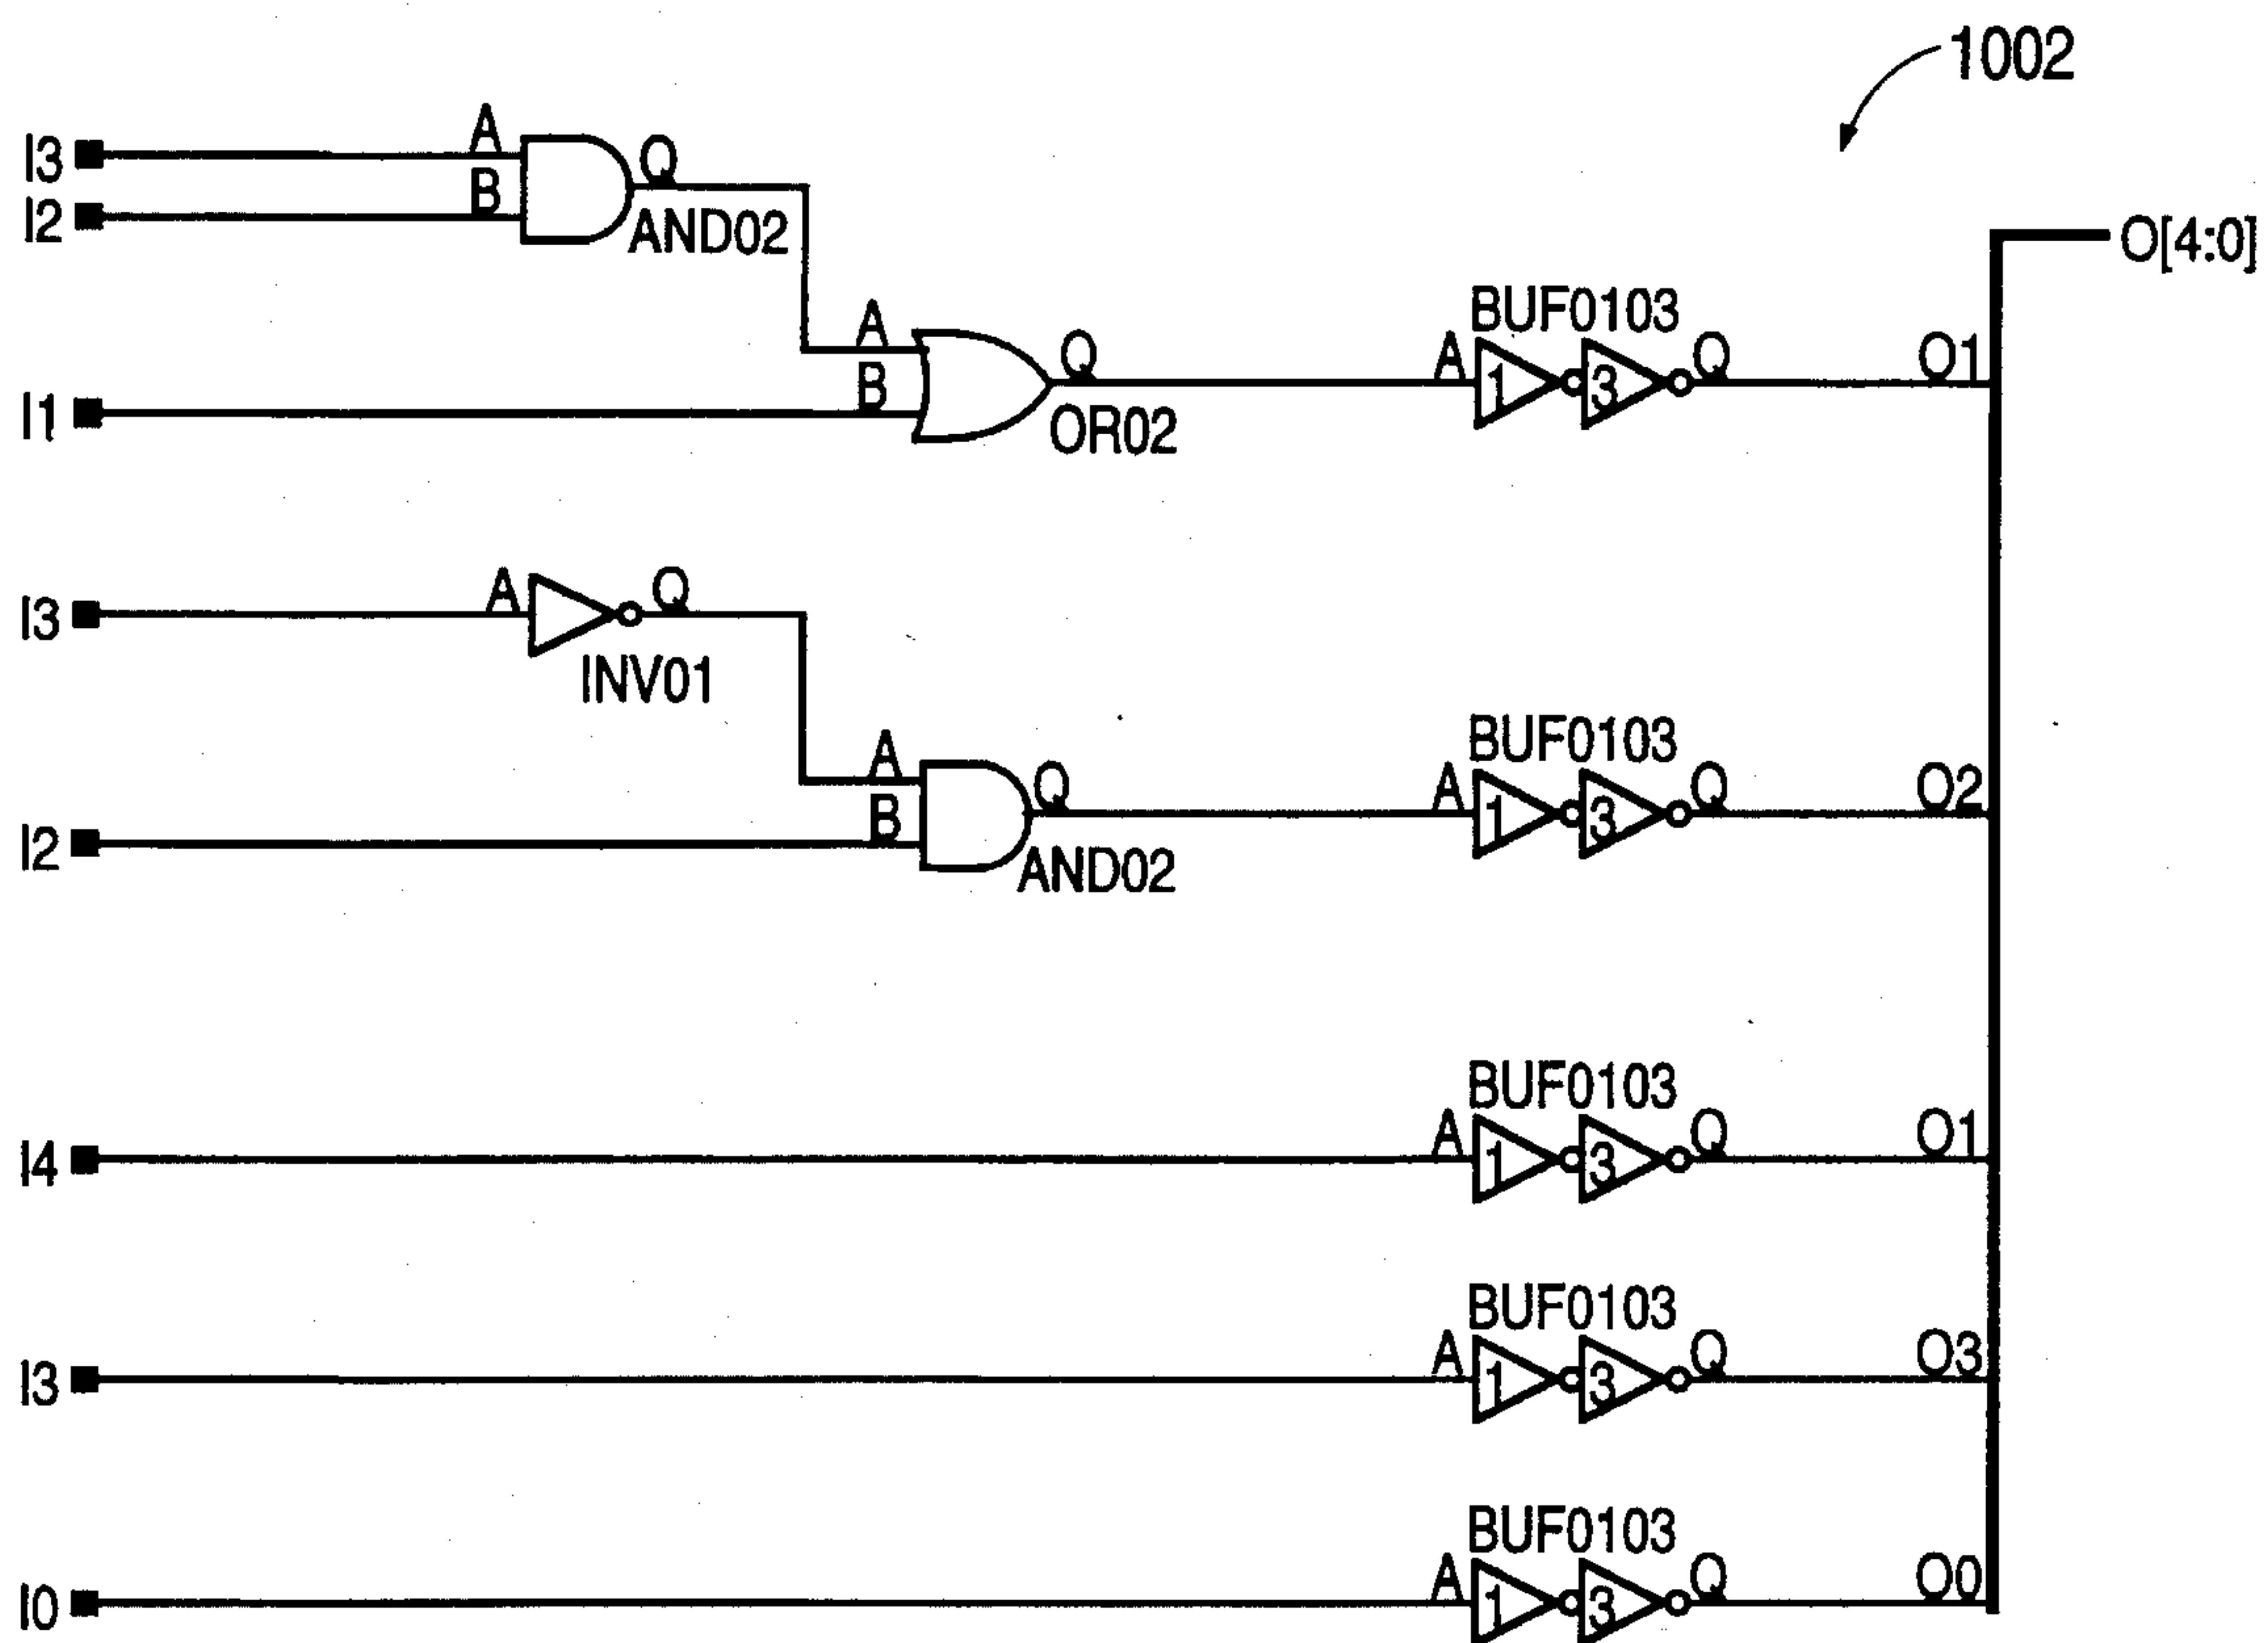 1002
I3
A
Q
I2
B
AND02
O[4:0]
A
BUF0103
I1
B
Q
A
1
3
Q
O1
OR02
I3
A
Q
INV01
A
BUF0103
I2
B
Q
A
1
3
Q
O2
AND02
BUF0103
I4
A
1
3
Q
O1
BUF0103
I3
A
1
3
Q
O3
BUF0103
I0
A
1
3
Q
O0